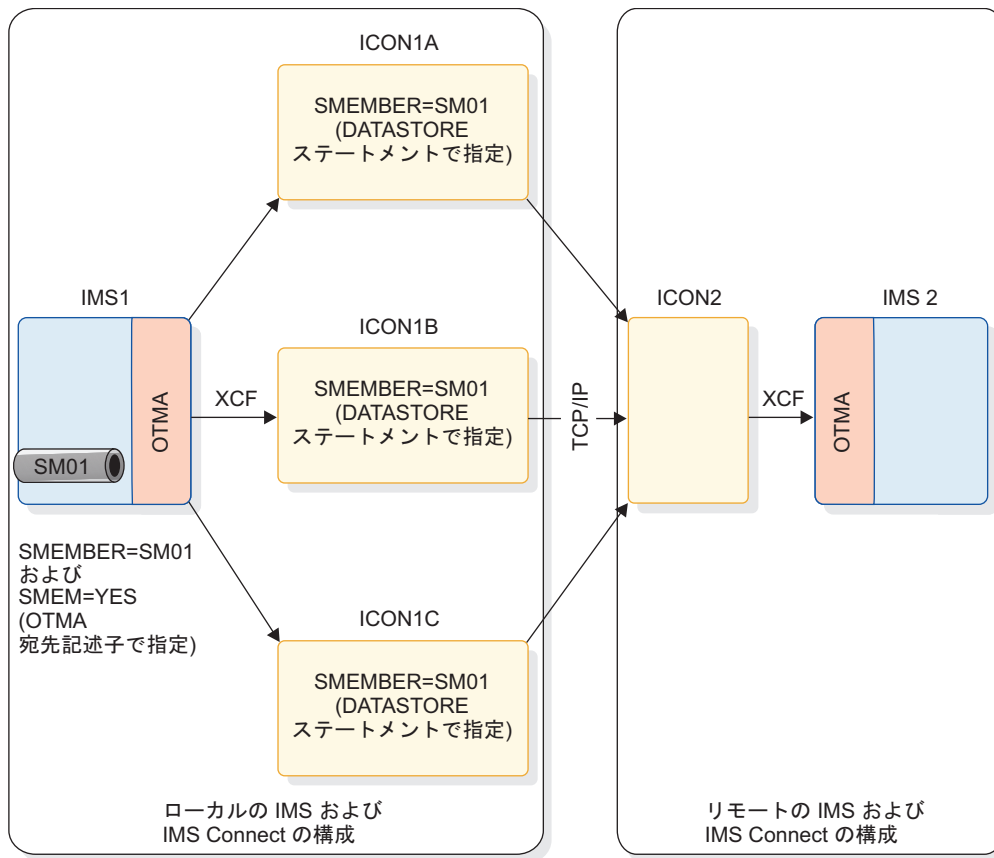 ICON1A
SMEMBER=SM01
(DATASTORE
ステートメントで指定)
IMS1
OTMA
SM01
XCF
ICON1B
SMEMBER=SM01
(DATASTORE
ステートメントで指定)
TCP/IP
ICON2
XCF
IMS 2
OTMA
SMEMBER=SM01
および
SMEM=YES
(OTMA
宛先記述子で指定)
ICON1C
SMEMBER=SM01
(DATASTORE
ステートメントで指定)
ローカルの IMS および
IMS Connect の構成
リモートの IMS および
IMS Connect の構成